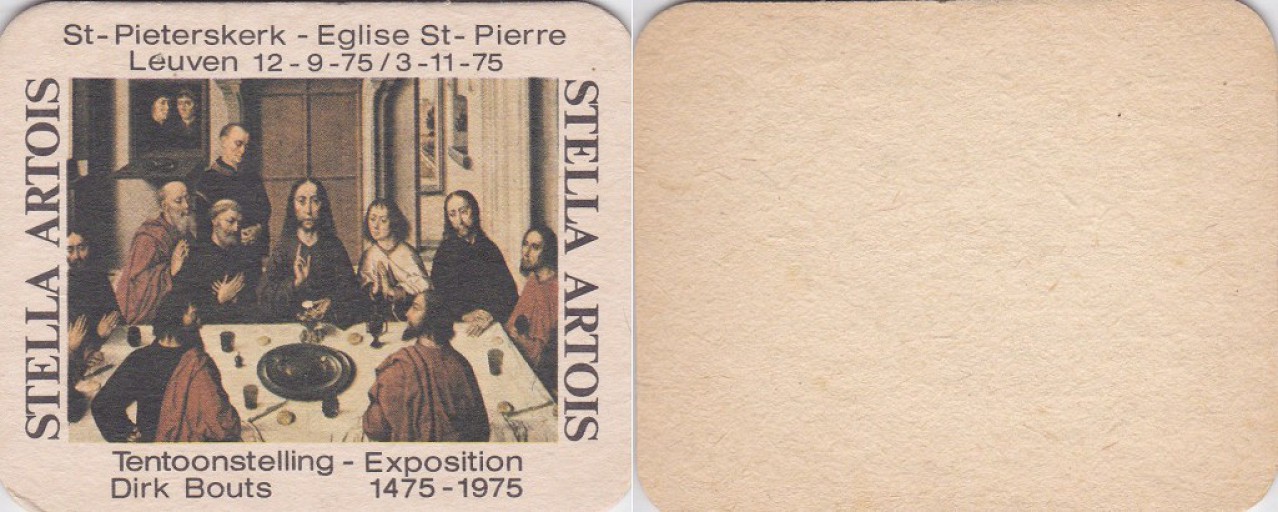 St-Pieterskerk - Eglise St-Pierre
Leuven 12-9-75/3-11-75
STELLA ARTOIS
STELLA ARTOIS
Tentoonstelling - Exposition
Dirk Bouts 1475-1975